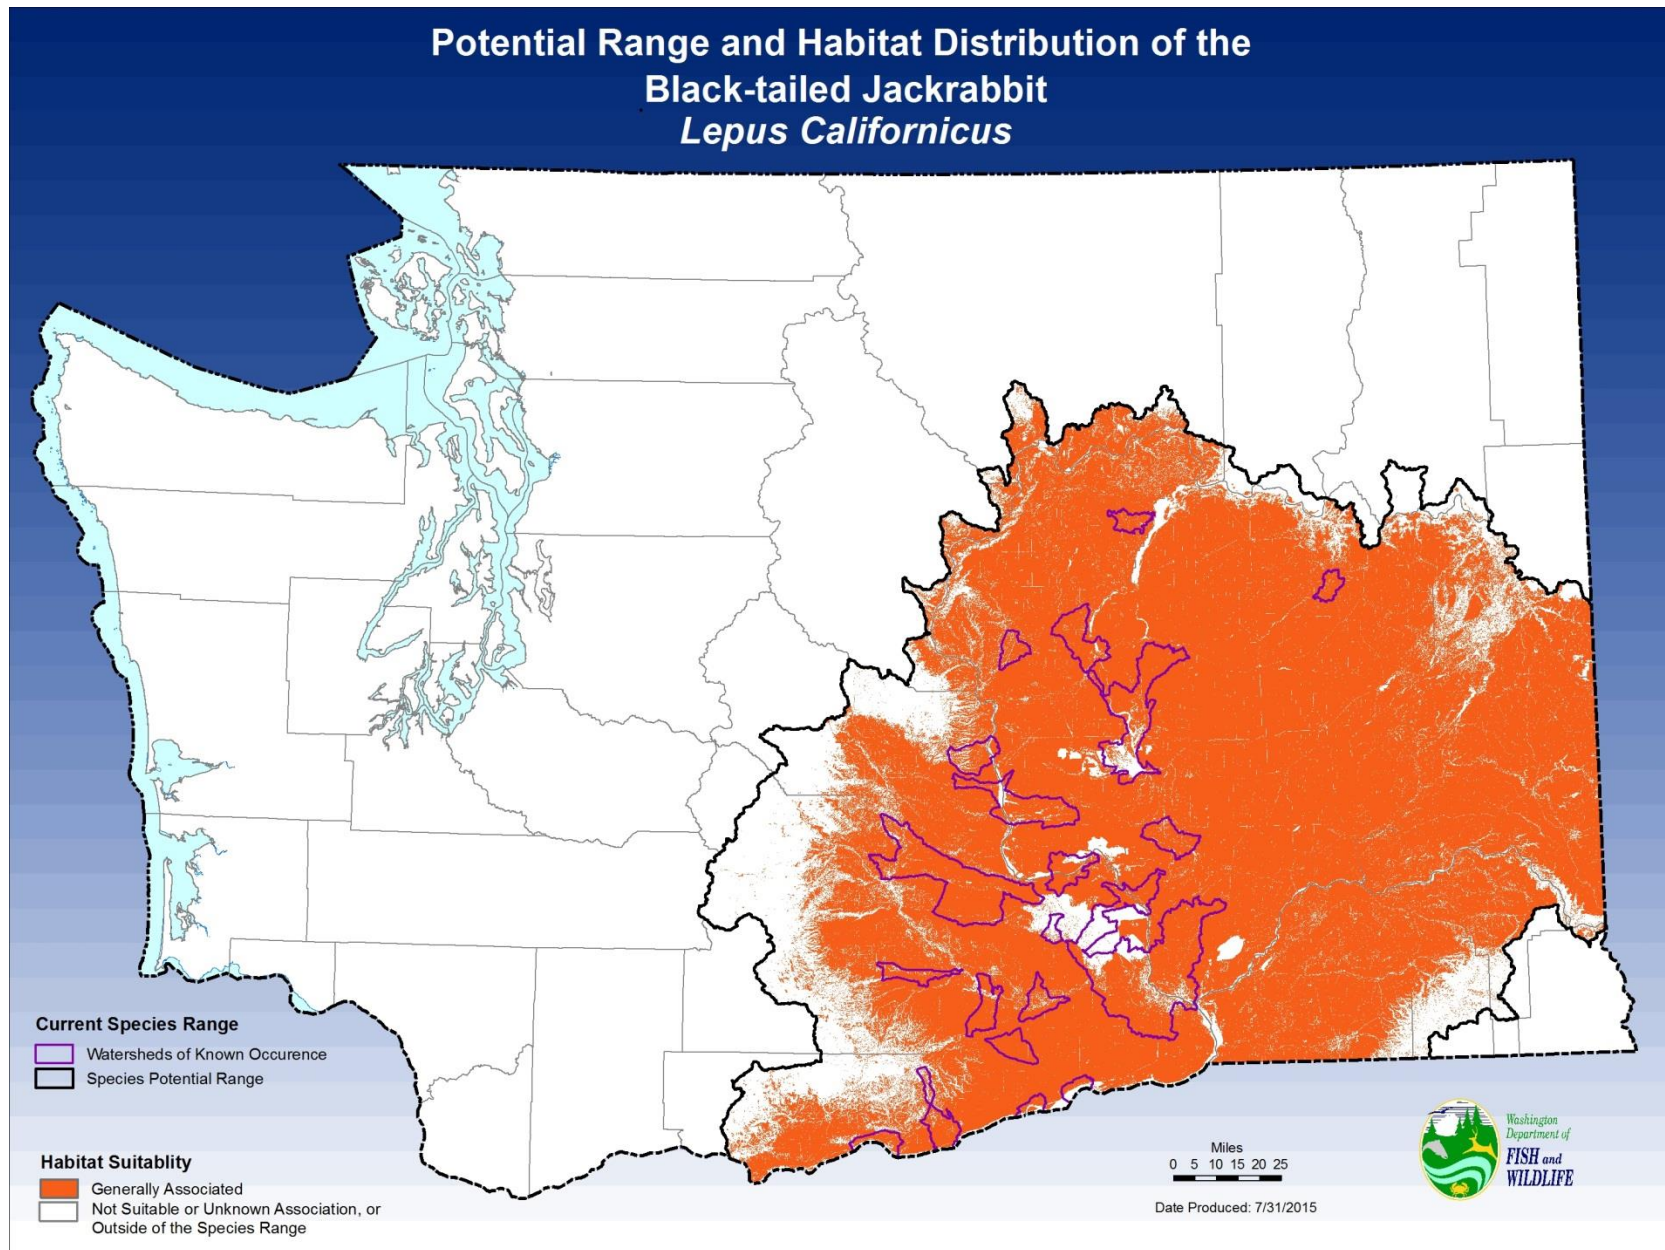 Potential Range and Habitat Distribution of the
Black-tailed Jackrabbit
Lepus Californicus
Current Species Range
Watersheds of Known Occurence
Species Potential Range
Habitat Suitablity
Generally Associated
Not Suitable or Unknown Association, or
Outside of the Species Range
Miles
0 5 10 15 20 25
Date Produced: 7/31/2015
Washington
Department of
FISH and
WILDLIFE